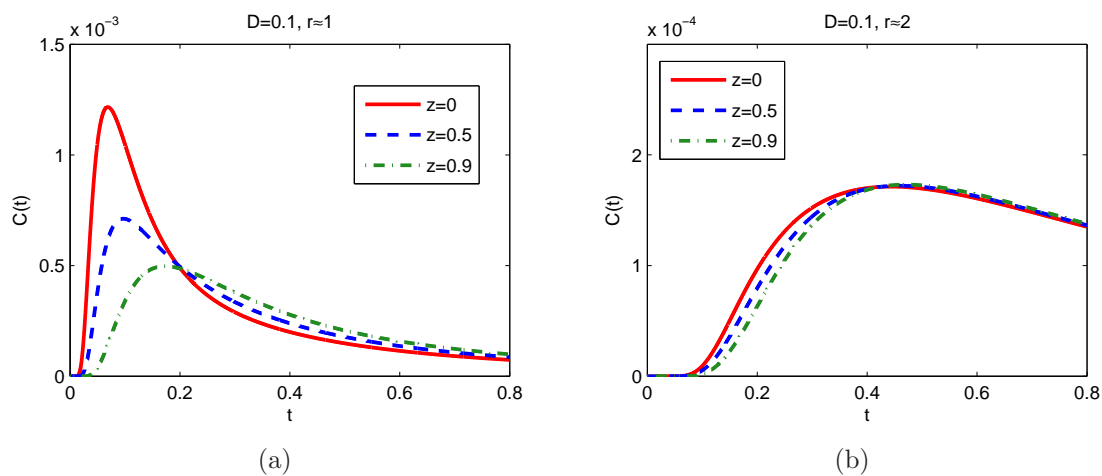 D=0.1, r≈1
x 10⁻³
1.5
1
0.5
0
C(t)
z=0
z=0.5
z=0.9
0 0.2 0.4 0.6 0.8
t
(a)
D=0.1, r≈2
x 10⁻⁴
2
0
C(t)
z=0
z=0.5
z=0.9
0 0.2 0.4 0.6 0.8
t
(b)